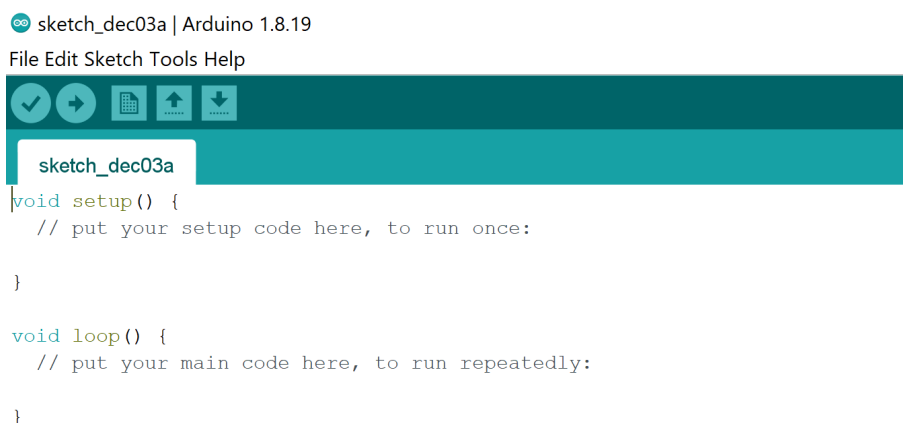 sketch_dec03a | Arduino 1.8.19
File Edit Sketch Tools Help
sketch_dec03a
void setup() {
  // put your setup code here, to run once:

}

void loop() {
  // put your main code here, to run repeatedly:

}